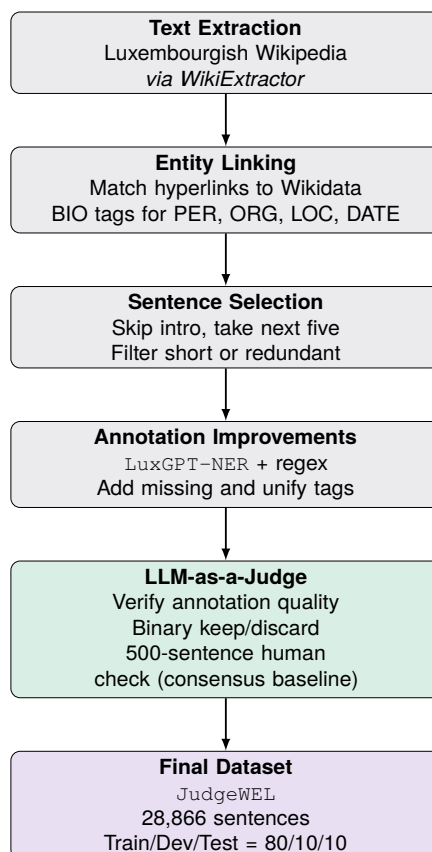 Text Extraction
Luxembourgish Wikipedia
via WikiExtractor
Entity Linking
Match hyperlinks to Wikidata
BIO tags for PER, ORG, LOC, DATE
Sentence Selection
Skip intro, take next five
Filter short or redundant
Annotation Improvements
LuxGPT-NER + regex
Add missing and unify tags
LLM-as-a-Judge
Verify annotation quality
Binary keep/discard
500-sentence human
check (consensus baseline)
Final Dataset
JudgeWEL
28,866 sentences
Train/Dev/Test = 80/10/10